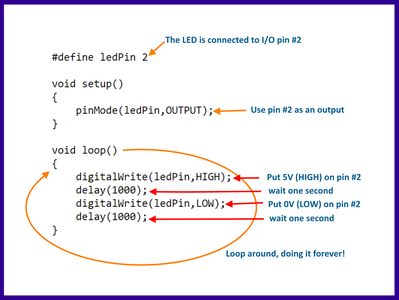 The LED is connected to I/O pin #2
#define ledPin 2
void setup()
{
pinMode(ledPin,OUTPUT); Use pin #2 as an output
}
void loop()
{
digitalWrite(ledPin,HIGH); Put 5V (HIGH) on pin #2
delay(1000); wait one second
digitalWrite(ledPin,LOW); Put 0V (LOW) on pin #2
delay(1000); wait one second
}
Loop around, doing it forever!